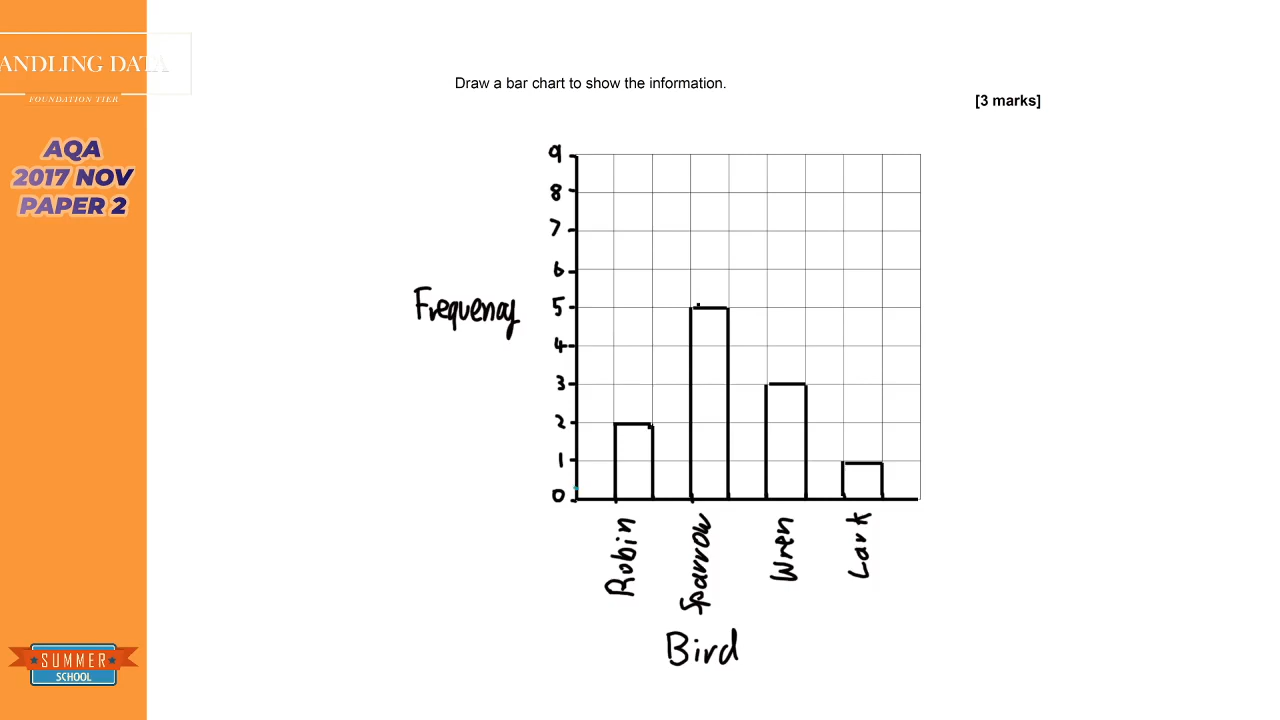 ANDLING DATA
FOUNDATION TIER
AQA
2017 NOV
PAPER 2
SUMMER
SCHOOL
Draw a bar chart to show the information.
[3 marks]
9
8
7
6
5
4
3
2
1
0
Frequency
Robin
Sparrow
Wren
Lark
Bird